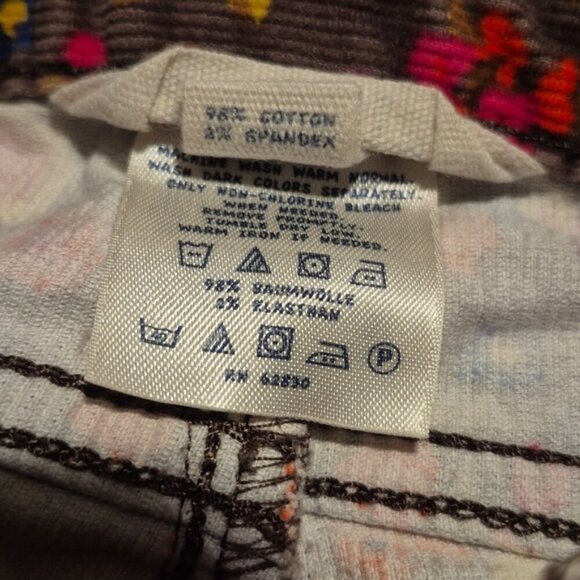 98% COTTON
2% SPANDEX
MACHINE WASH WARM NORMAL
WASH DARK COLORS SEPARATELY.
ONLY NON-CHLORINE BLEACH
WHEN NEEDED.
REMOVE PROMPTLY.
TUMBLE DRY LOW.
WARM IRON IF NEEDED.
98% BAUMWOLLE
2% ELASTHAN
P
RN 62830